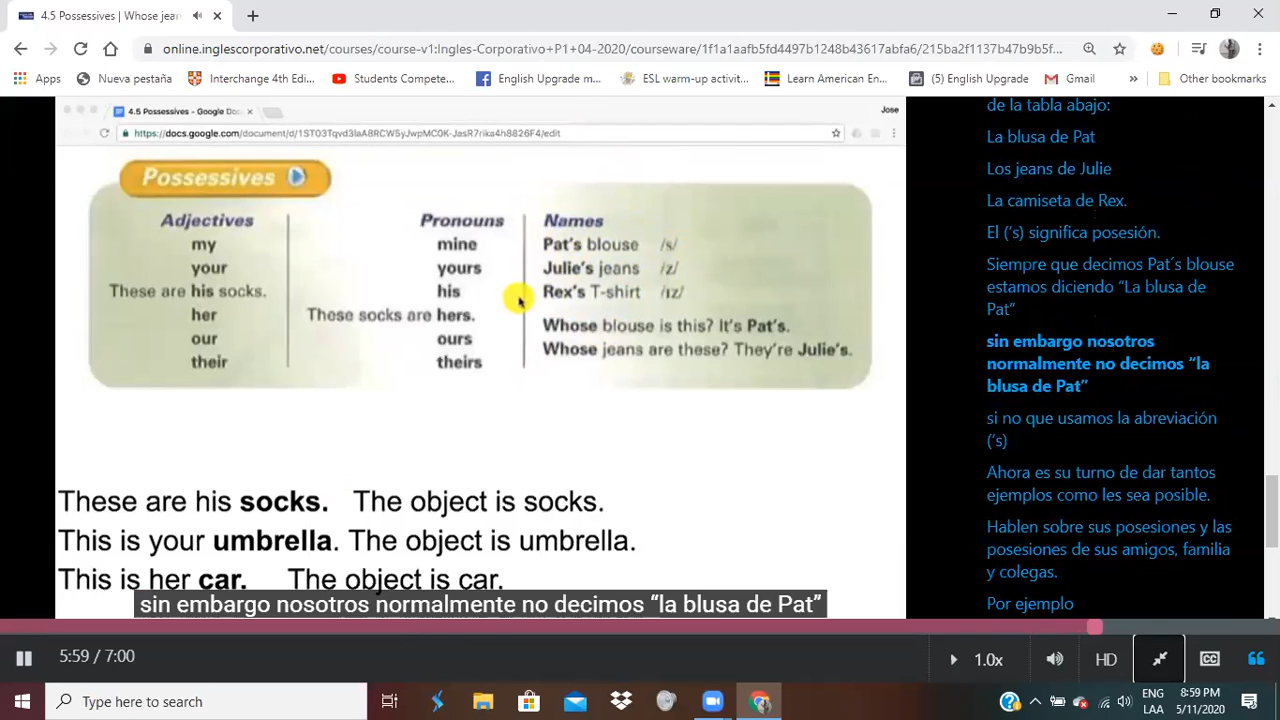 4.5 Possessives | Whose jean
online.inglescorporativo.net/courses/course-v1:Ingles-Corporativo+P1+04-2020/courseware/1f1a1aafb5fd4497b1248b43617abfa6/215ba2f1137b47b9b5f...
Apps
Nueva pestaña
Interchange 4th Edi...
Students Compete...
English Upgrade m...
ESL warm-up activit...
Learn American En...
(5) English Upgrade
Gmail
»
Other bookmarks
4.5 Possessives - Google Doc
Jose
https://docs.google.com/document/d/1ST03Tqvd3laA8RCW5yJwpMC0K-JasR7rika4h8826F4/edit
Possessives
Adjectives
my
your
These are his socks.
her
our
their
Pronouns
mine
yours
his
These socks are hers.
ours
theirs
Names
Pat's blouse /s/
Julie's jeans /z/
Rex's T-shirt /ɪz/
Whose blouse is this? It's Pat's.
Whose jeans are these? They're Julie's.
These are his socks. The object is socks.
This is your umbrella. The object is umbrella.
This is her car. The object is car.
sin embargo nosotros normalmente no decimos “la blusa de Pat”
de la tabla abajo:
La blusa de Pat
Los jeans de Julie
La camiseta de Rex.
El (‘s) significa posesión.
Siempre que decimos Pat´s blouse
estamos diciendo “La blusa de
Pat”
sin embargo nosotros
normalmente no decimos “la
blusa de Pat”
si no que usamos la abreviación
(‘s)
Ahora es su turno de dar tantos
ejemplos como les sea posible.
Hablen sobre sus posesiones y las
posesiones de sus amigos, familia
y colegas.
Por ejemplo
5:59 / 7:00
1.0x
HD
Type here to search
ENG
LAA
8:59 PM
5/11/2020